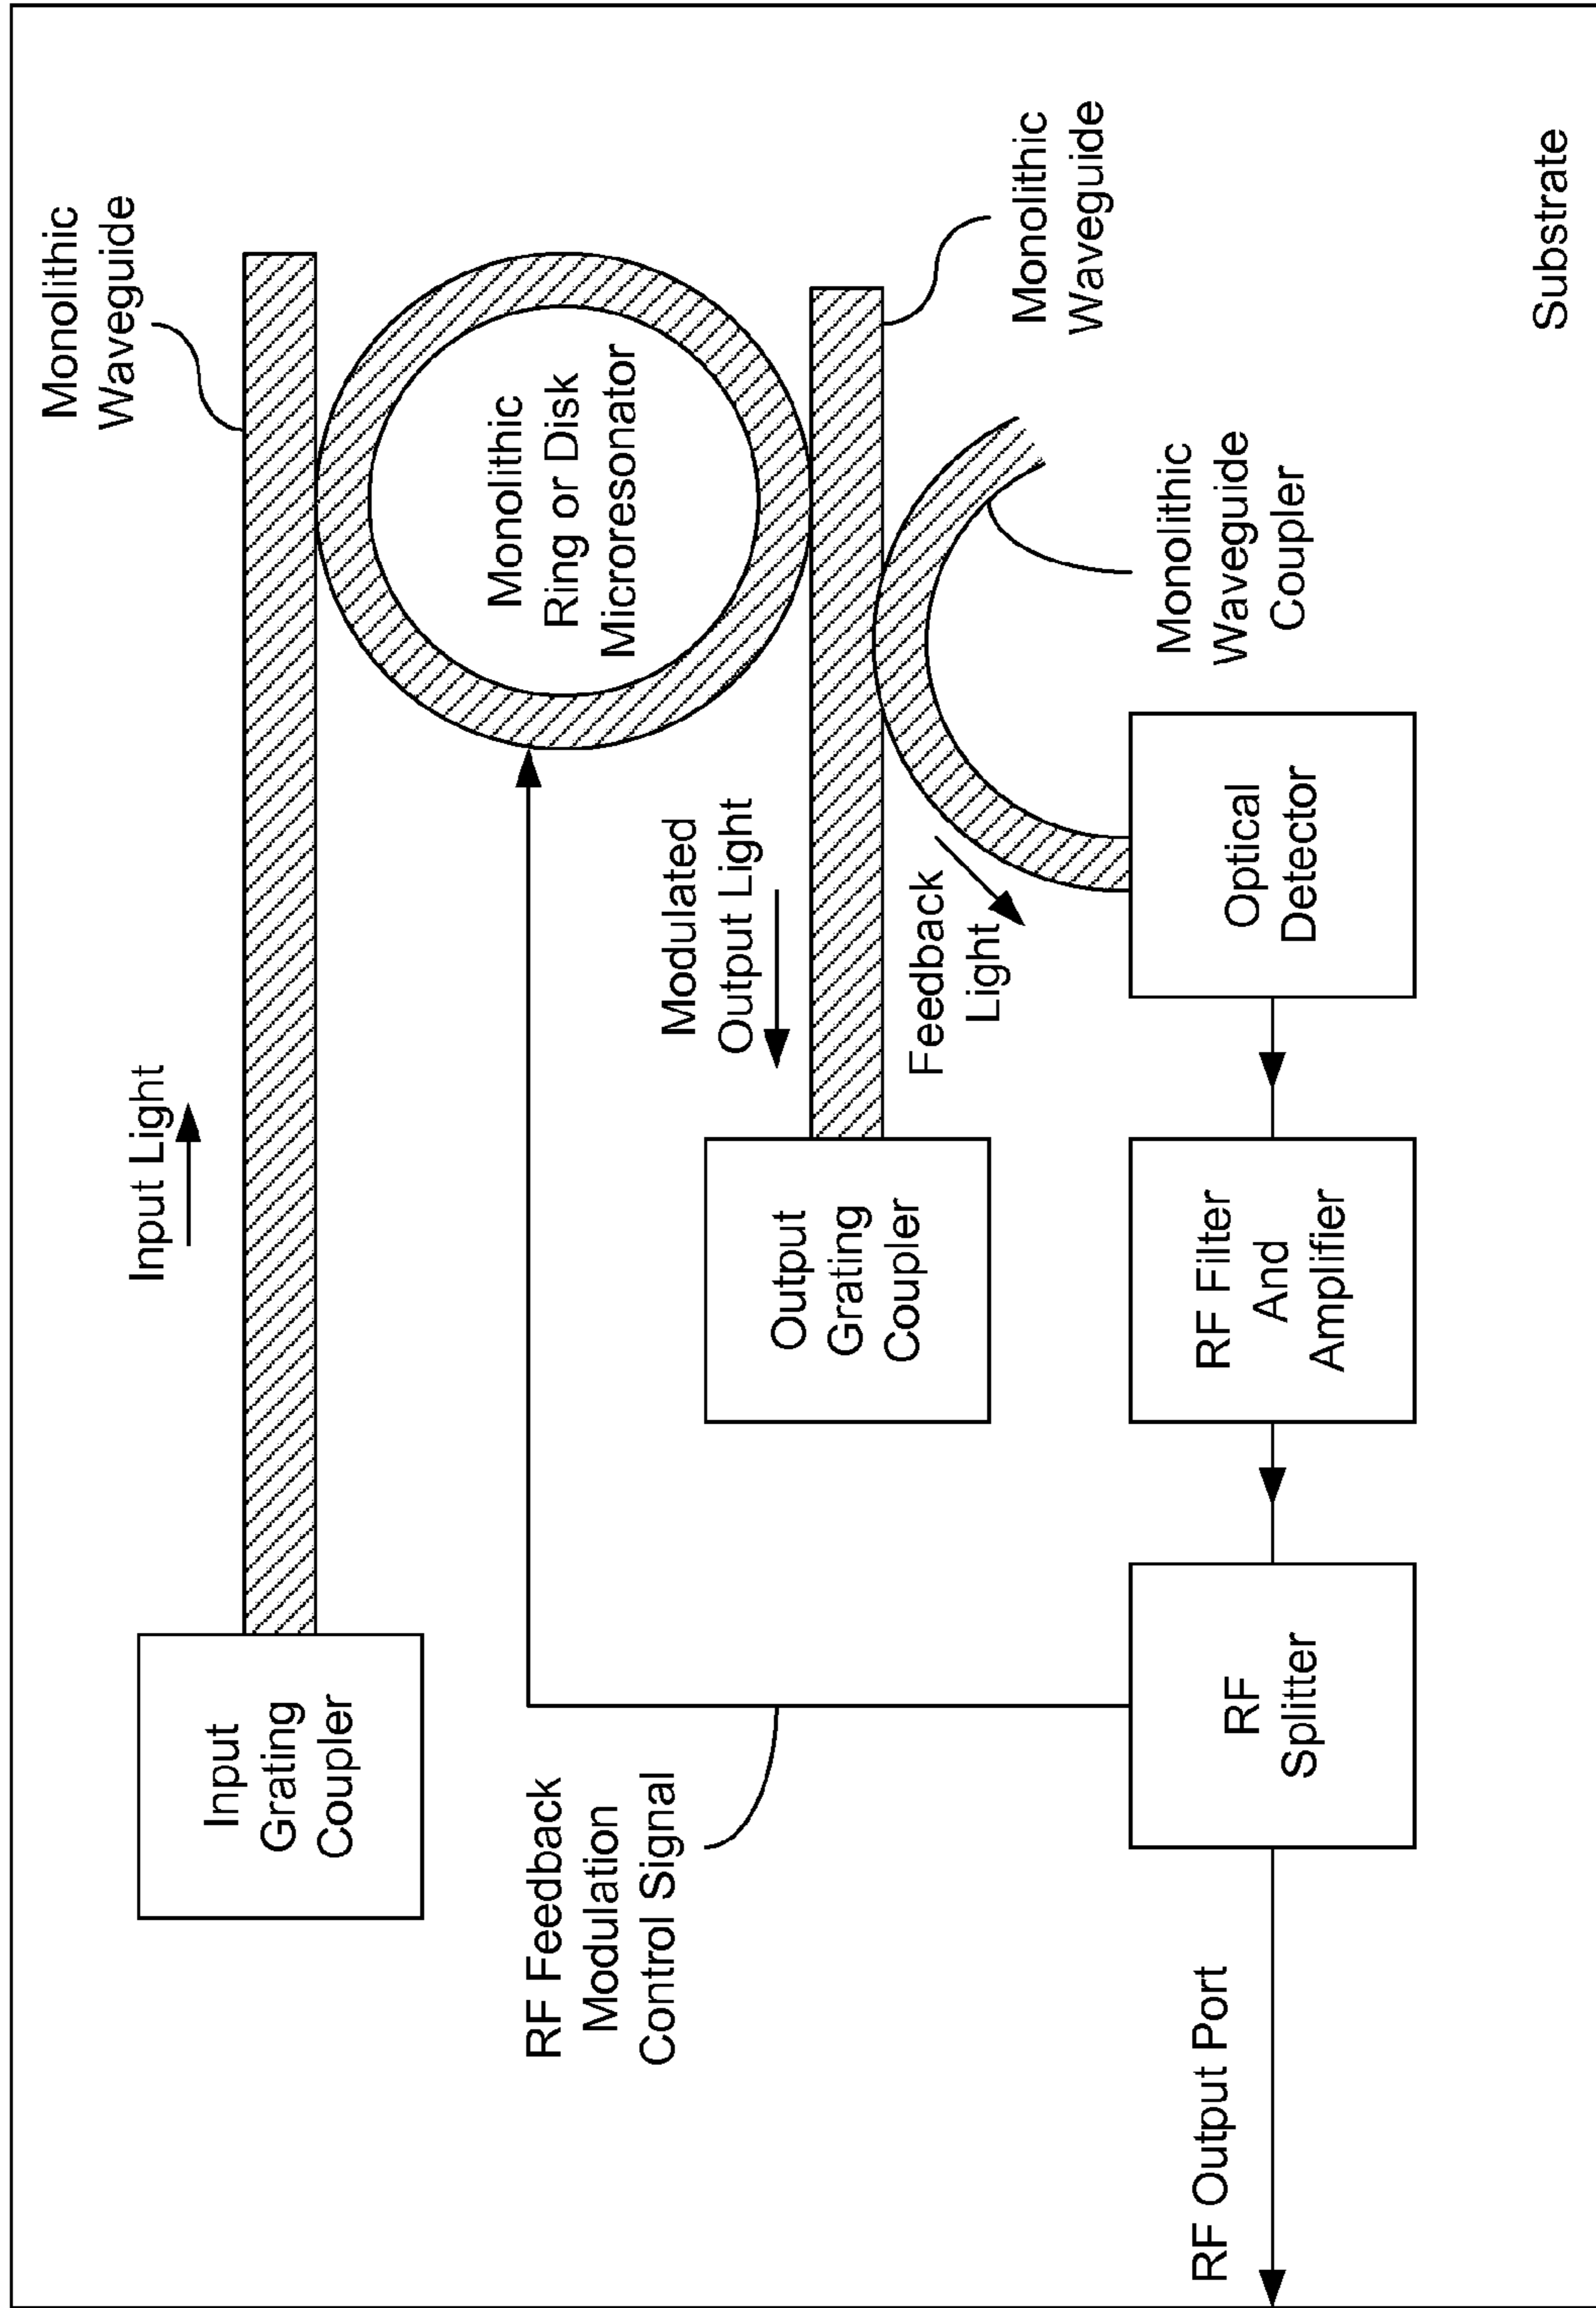 Monolithic
Waveguide
Input Light
Input
Grating
Coupler
Monolithic
Ring or Disk
Microresonator
RF Feedback
Modulation
Control Signal
Modulated
Output Light
Output
Grating
Coupler
Monolithic
Waveguide
Feedback
Light
Monolithic
Waveguide
Coupler
Optical
Detector
RF Filter
And
Amplifier
RF
Splitter
RF Output Port
Substrate